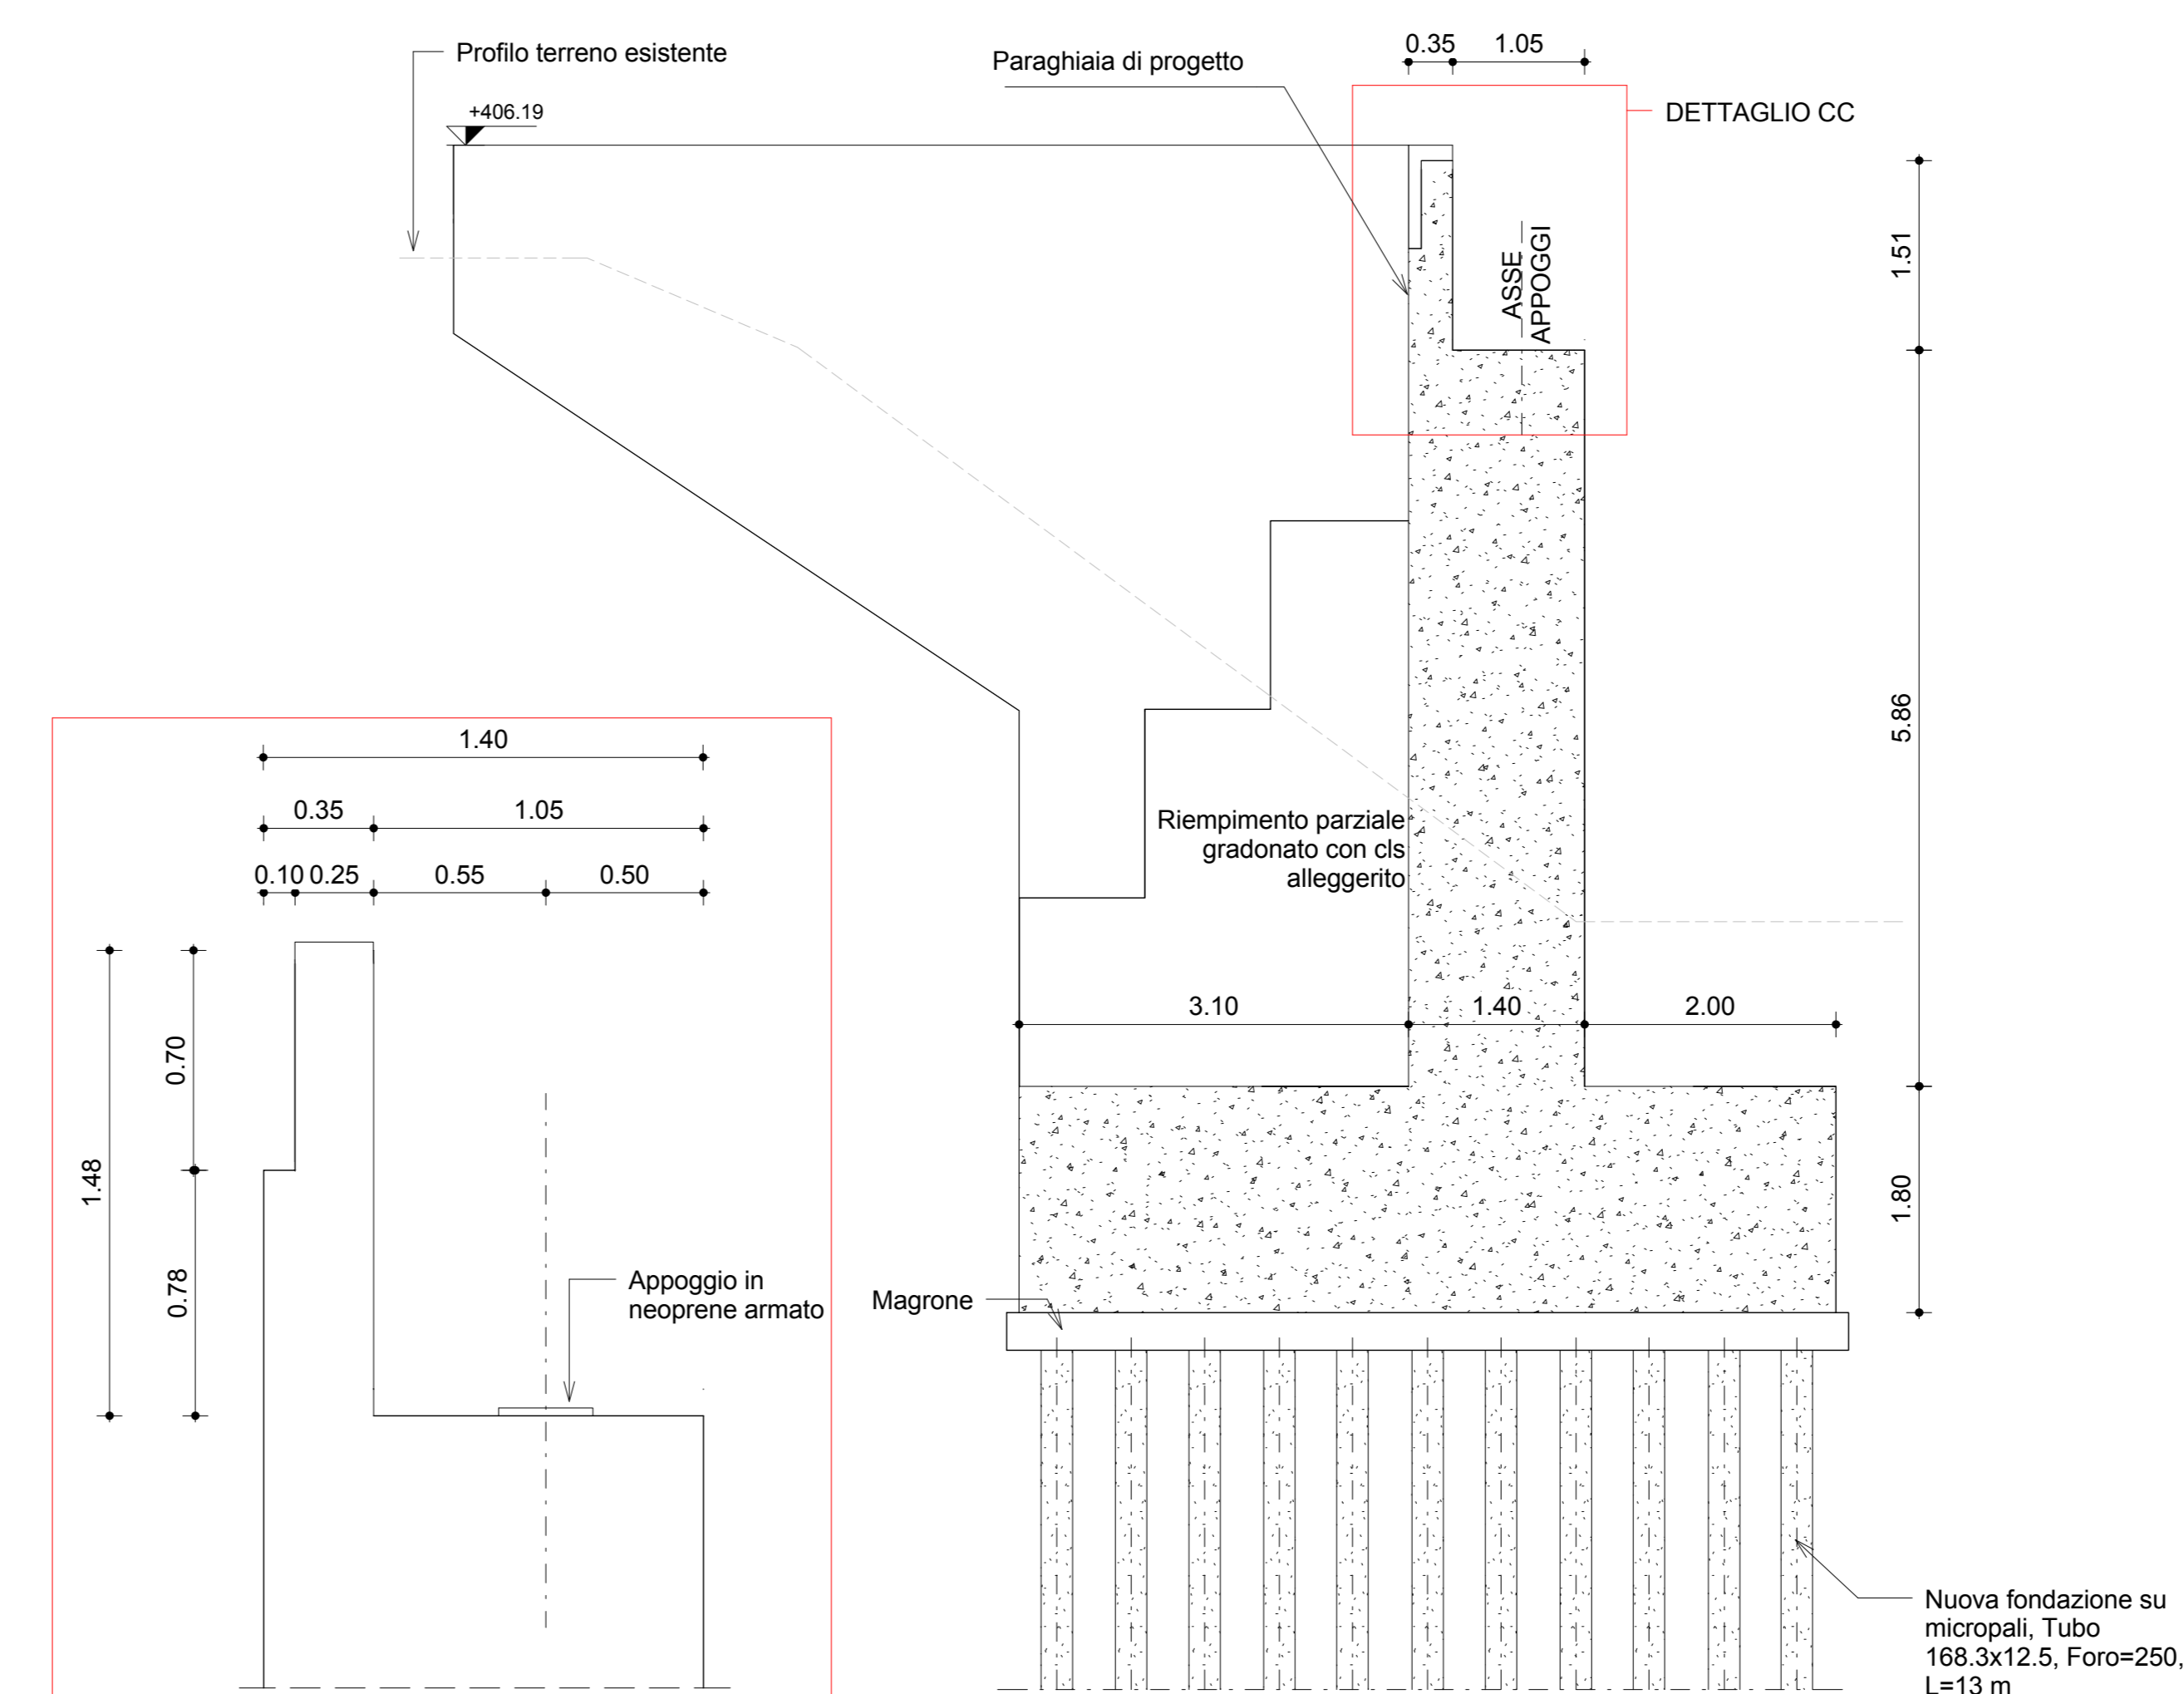 Profilo terreno esistente
+406.19
Paraghiaia di progetto
0.35 1.05
DETTAGLIO CC
ASSE
APPOGGI
1.51
5.86
1.80
Riempimento parziale
gradonato con cls
alleggerito
3.10 1.40 2.00
Magrone
Nuova fondazione su
micropali, Tubo
168.3x12.5, Foro=250,
L=13 m
1.40
0.35 1.05
0.10 0.25 0.55 0.50
0.70
1.48
0.78
Appoggio in
neoprene armato